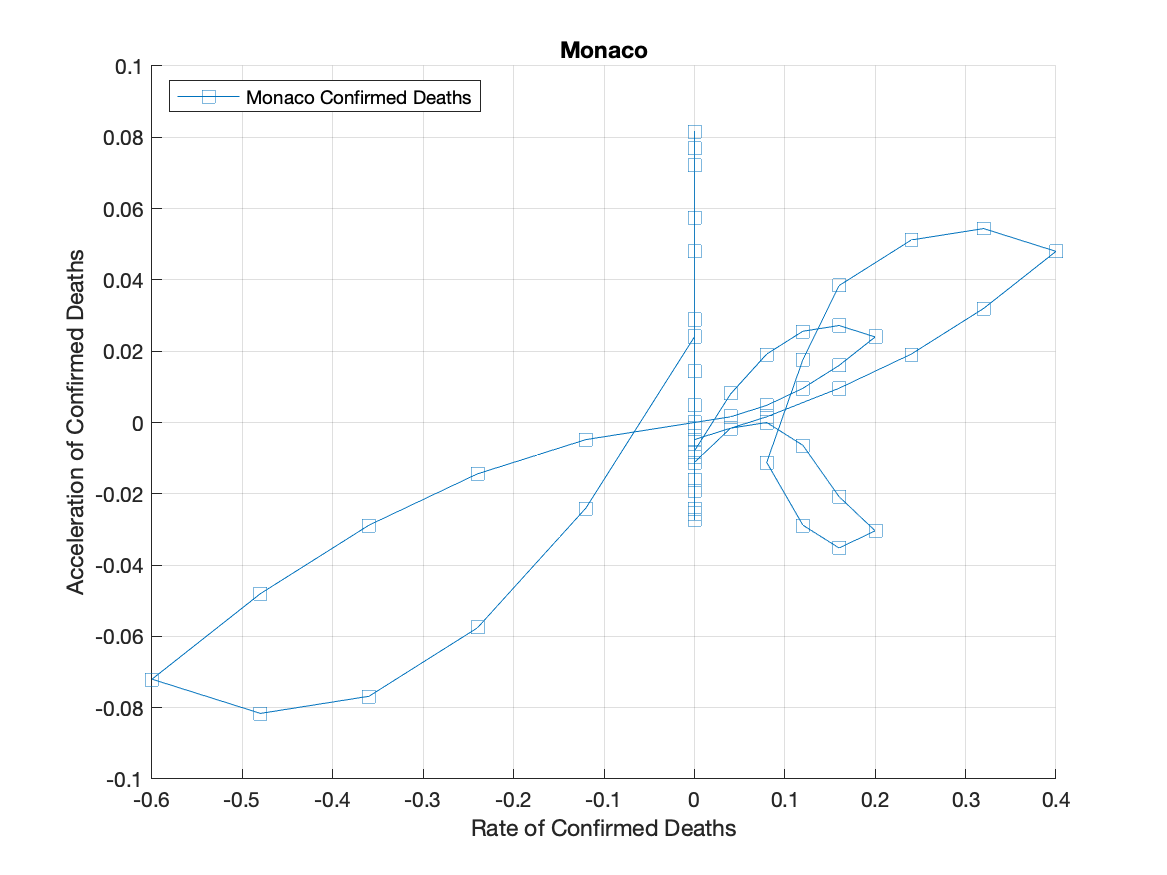 Monaco
Monaco Confirmed Deaths
0.1
0.08
0.06
0.04
0.02
0
-0.02
-0.04
-0.06
-0.08
-0.1
Acceleration of Confirmed Deaths
-0.6 -0.5 -0.4 -0.3 -0.2 -0.1 0 0.1 0.2 0.3 0.4
Rate of Confirmed Deaths